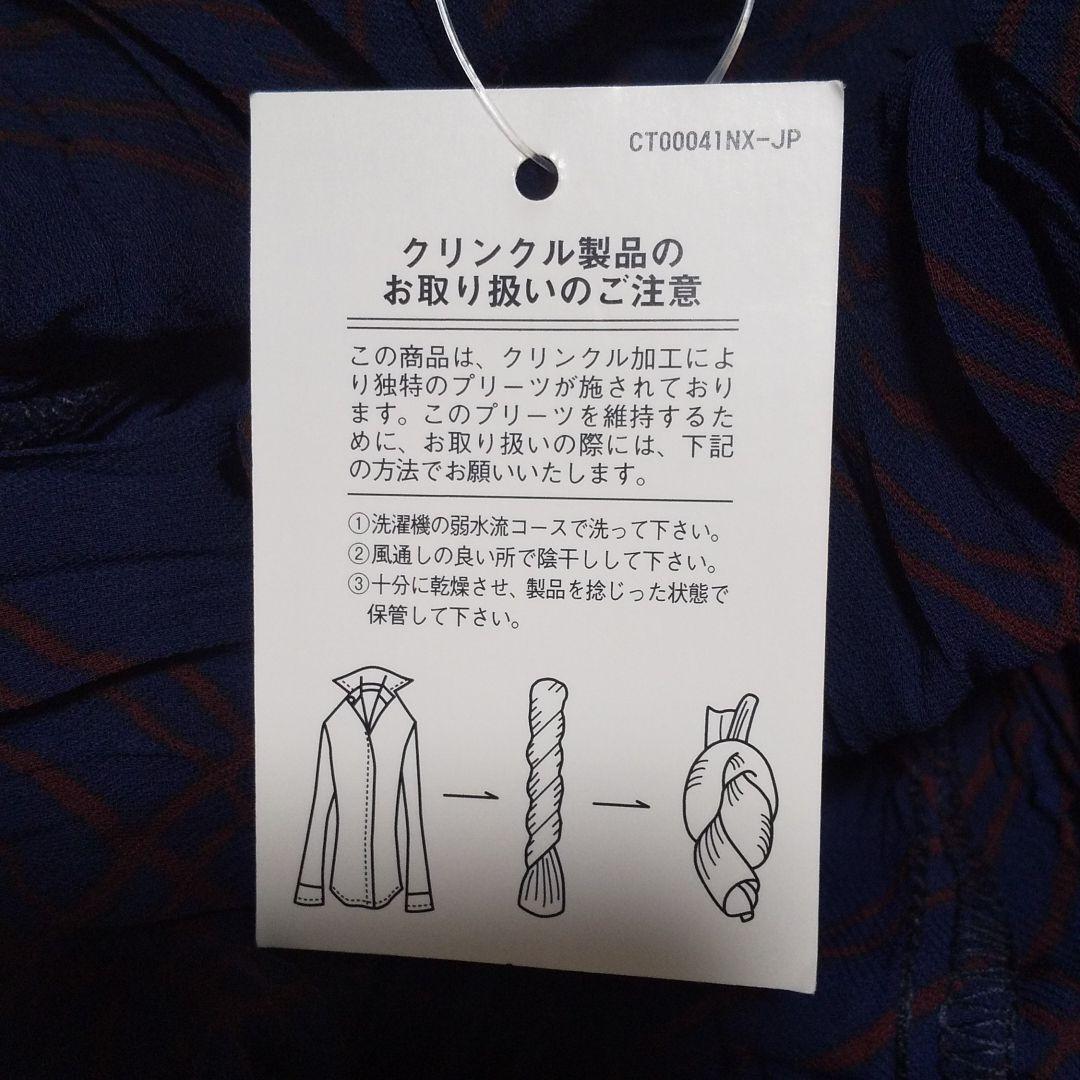 CT00041NX-JP
クリンクル製品の
お取り扱いのご注意
この商品は、クリンクル加工によ
り独特のプリーツが施されており
ます。このプリーツを維持するた
めに、お取り扱いの際には、下記
の方法でお願いいたします。
①洗濯機の弱水流コースで洗って下さい。
②風通しの良い所で陰干しして下さい。
③十分に乾燥させ、製品を捻じった状態で
保管して下さい。